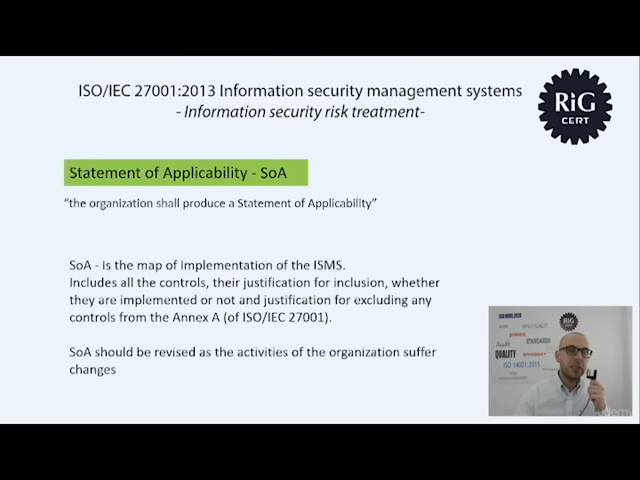 ISO/IEC 27001:2013 Information security management systems
- Information security risk treatment-
RiG
CERT
Statement of Applicability - SoA
“the organization shall produce a Statement of Applicability”
SoA - is the map of implementation of the ISMS.
Includes all the controls, their justification for inclusion, whether
they are implemented or not and justification for excluding any
controls from the Annex A (of ISO/IEC 27001).
SoA should be revised as the activities of the organization suffer
changes
RiG
QUALITY
ISO 14001:2015